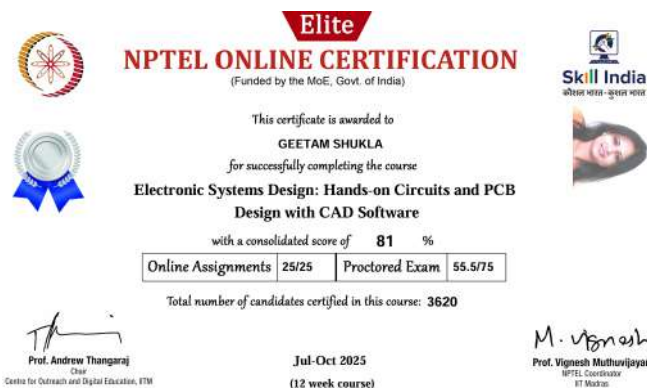 Elite
NPTEL ONLINE CERTIFICATION
(Funded by the MoE, Govt. of India)
Skill India
कौशल भारत - कुशल भारत
This certificate is awarded to
GEETAM SHUKLA
for successfully completing the course
Electronic Systems Design: Hands-on Circuits and PCB
Design with CAD Software
with a consolidated score of 81 %
Online Assignments 25/25 Proctored Exam 55.5/75
Total number of candidates certified in this course: 3620
M. Vignesh
Prof. Andrew Thangaraj
Chair
Centre for Outreach and Digital Education, IITM
Jul-Oct 2025
(12 week course)
Prof. Vignesh Muthuvijayan
NPTEL Coordinator
IIT Madras